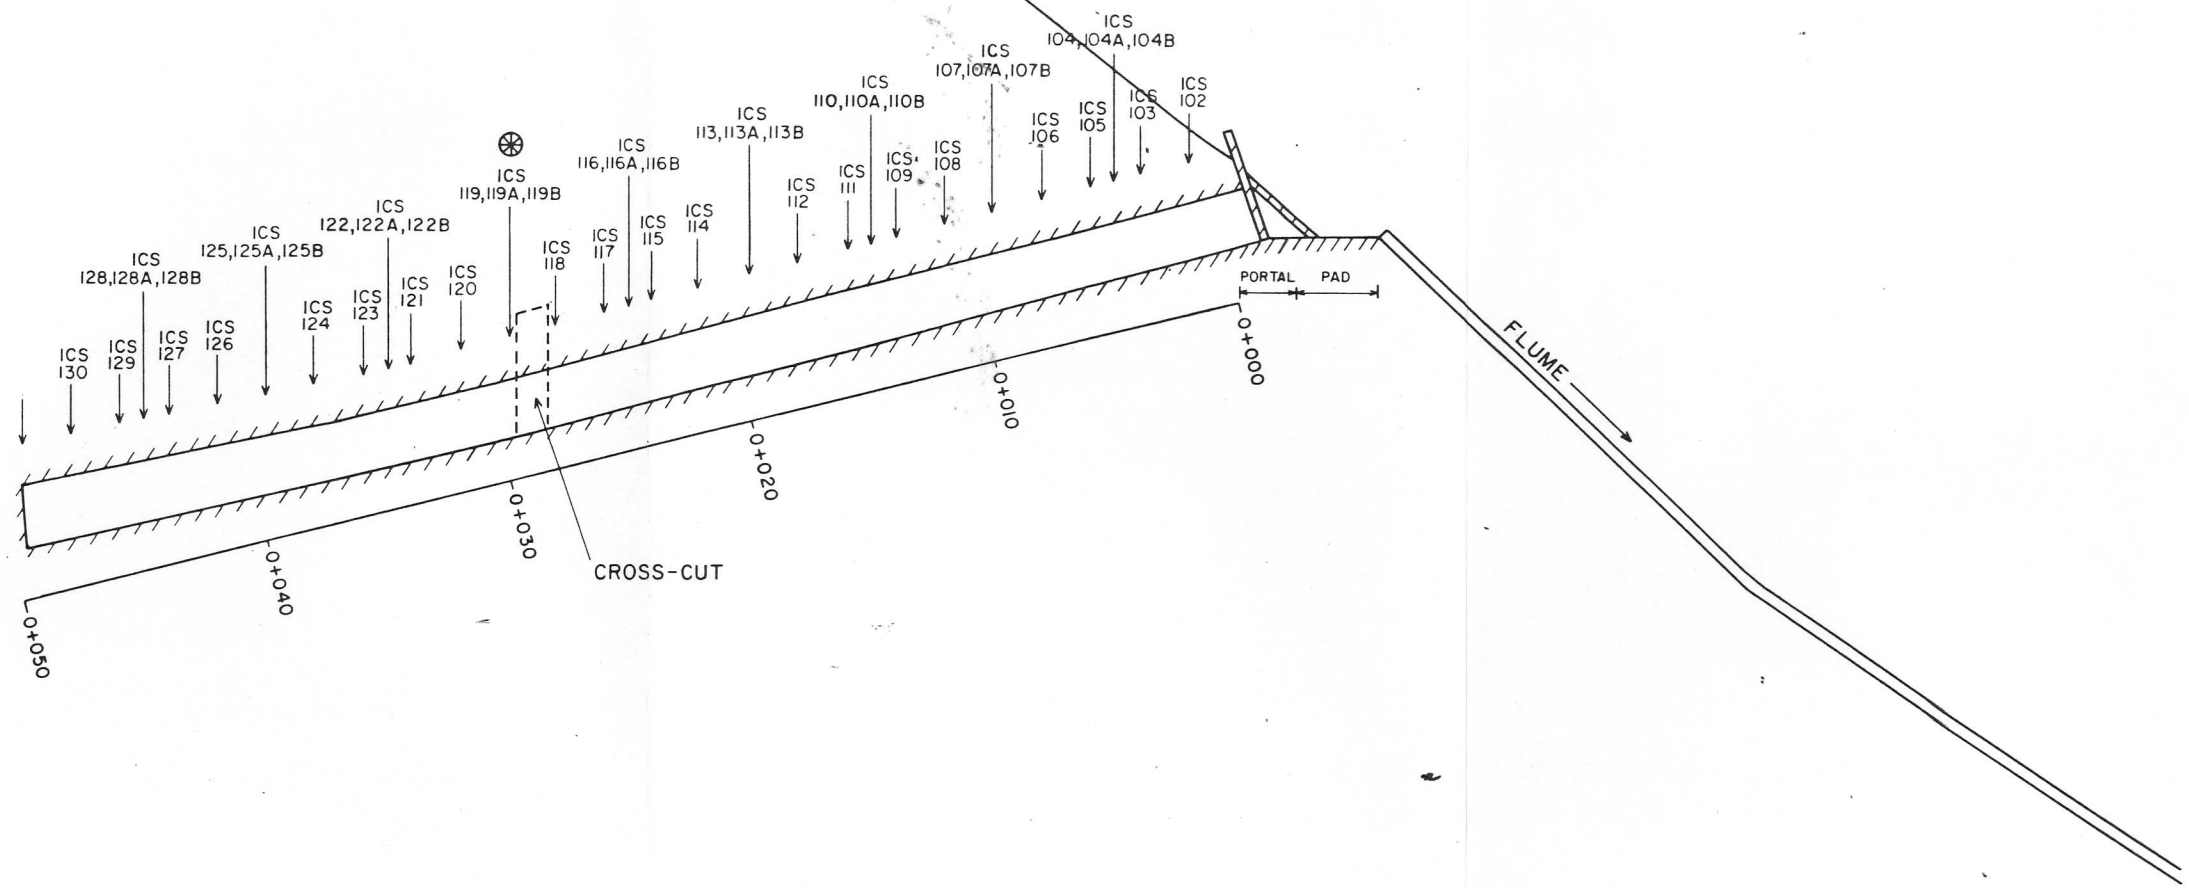 ICS
104,104A,104B
ICS
107,107A,107B
ICS
102
ICS
103
ICS
105
ICS
106
ICS
110,110A,110B
ICS
108
ICS
109
ICS
111
ICS
113,113A,113B
ICS
112
ICS
116,116A,116B
ICS
114
ICS
115
ICS
117
ICS
118
ICS
119,119A,119B
ICS
120
ICS
121
ICS
122,122A,122B
ICS
123
ICS
124
ICS
125,125A,125B
ICS
126
ICS
127
ICS
128,128A,128B
ICS
129
ICS
130
PORTAL
PAD
FLUME
0+000
0+010
0+020
0+030
0+040
0+050
CROSS-CUT